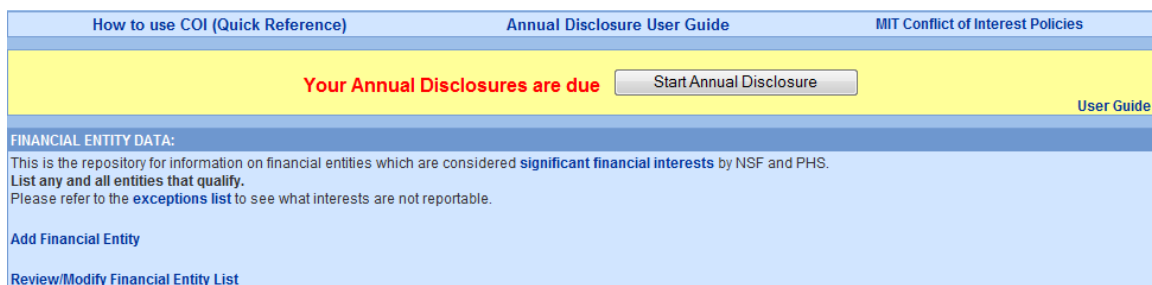 How to use COI (Quick Reference) Annual Disclosure User Guide MIT Conflict of Interest Policies
Your Annual Disclosures are due Start Annual Disclosure
User Guide
FINANCIAL ENTITY DATA:
This is the repository for information on financial entities which are considered significant financial interests by NSF and PHS.
List any and all entities that qualify.
Please refer to the exceptions list to see what interests are not reportable.
Add Financial Entity
Review/Modify Financial Entity List